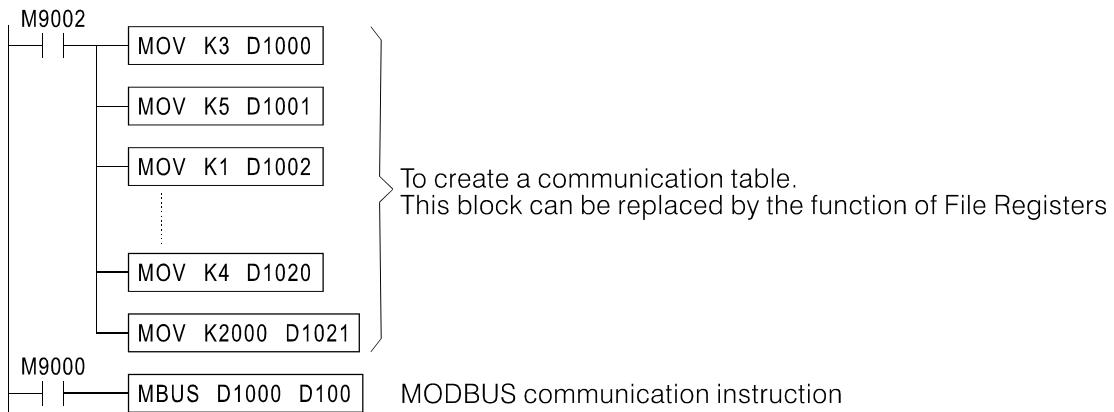 M9002
MOV K3 D1000
MOV K5 D1001
MOV K1 D1002
To create a communication table.
This block can be replaced by the function of File Registers
MOV K4 D1020
MOV K2000 D1021
M9000
MBUS D1000 D100
MODBUS communication instruction